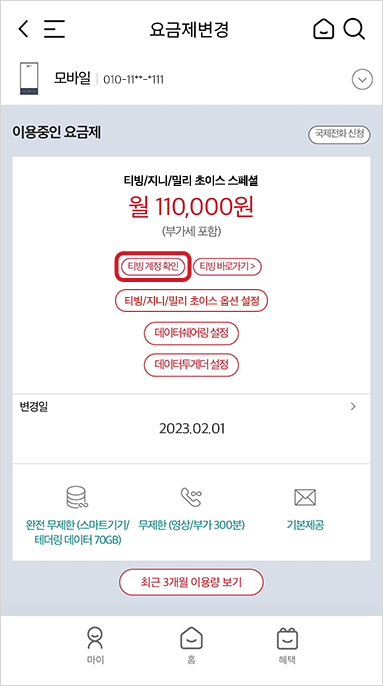 요금제변경
모바일 | 010-11**-*111
이용중인 요금제
국제전화 신청
티빙/지니/밀리 초이스 스페셜
월 110,000원
(부가세 포함)
티빙 계정 확인
티빙 바로가기 >
티빙/지니/밀리 초이스 옵션 설정
데이터쉐어링 설정
데이터투게더 설정
변경일
2023.02.01
완전 무제한 (스마트기기/
테더링 데이터 70GB)
무제한 (영상/부가 300분)
기본제공
최근 3개월 이용량 보기
마이
홈
혜택